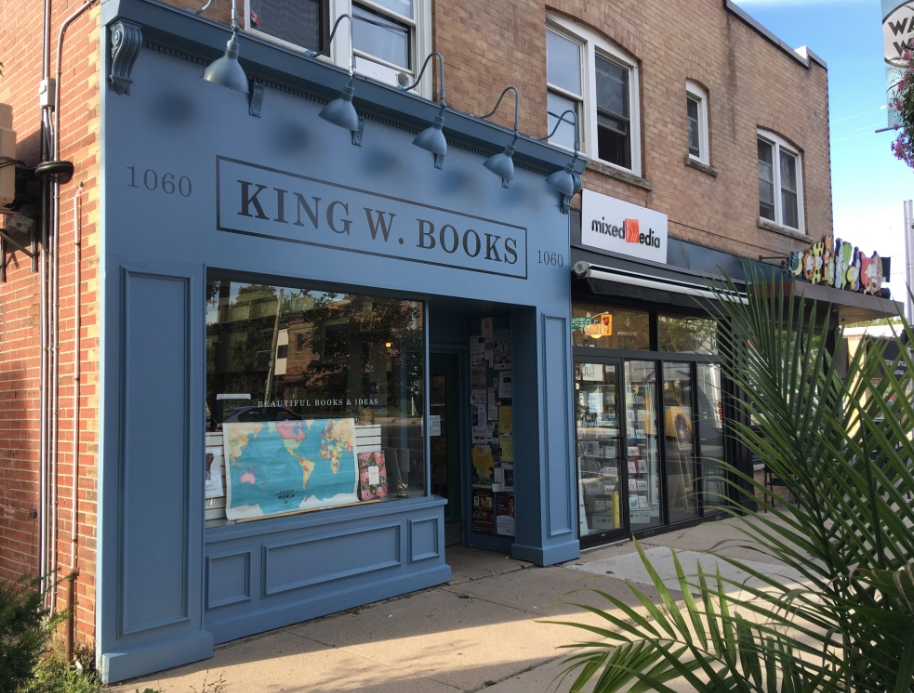 1060
KING W. BOOKS
1060
mixed media
BEAUTIFUL BOOKS & IDEAS